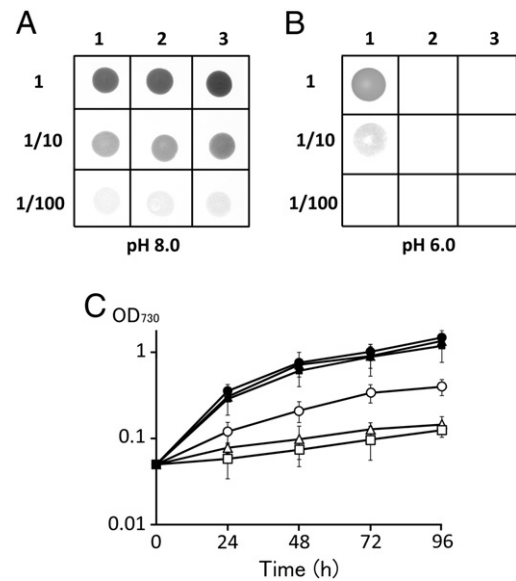 A
B
1 2 3
1 2 3
1
1
1/10
1/10
1/100
1/100
pH 8.0
pH 6.0
C
OD730
1
0.1
0.01
0 24 48 72 96
Time (h)